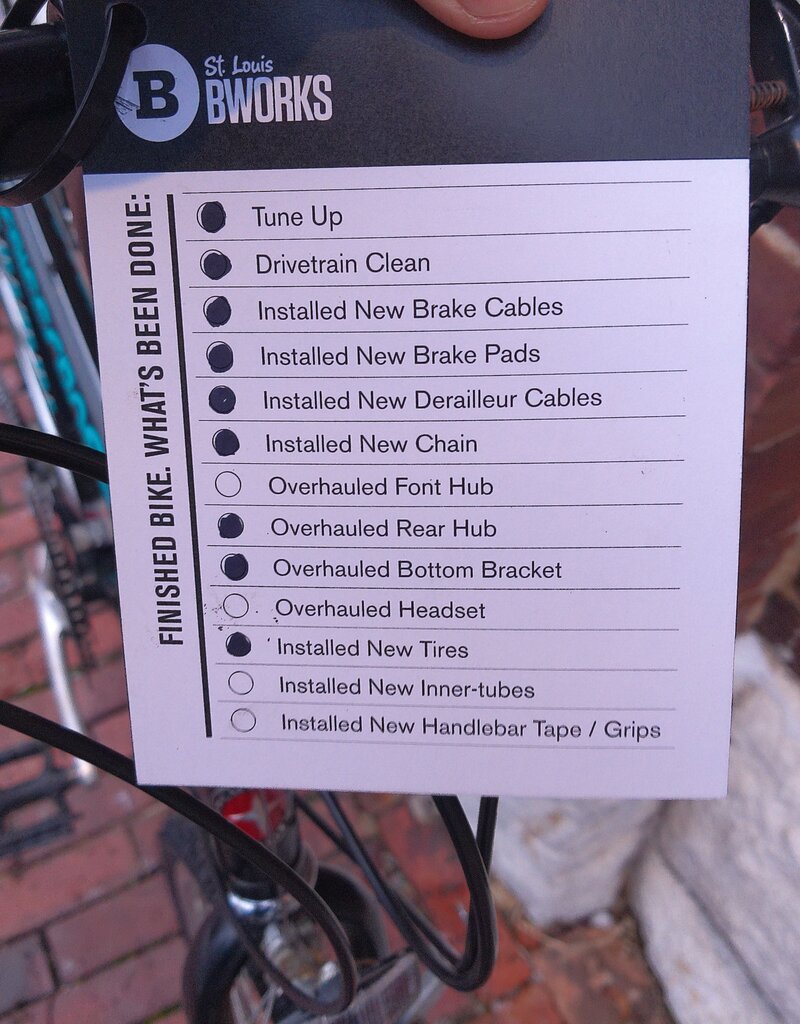 B
St. Louis
BWORKS
FINISHED BIKE. WHAT'S BEEN DONE:
Tune Up
Drivetrain Clean
Installed New Brake Cables
Installed New Brake Pads
Installed New Derailleur Cables
Installed New Chain
Overhauled Font Hub
Overhauled Rear Hub
Overhauled Bottom Bracket
Overhauled Headset
Installed New Tires
Installed New Inner-tubes
Installed New Handlebar Tape / Grips